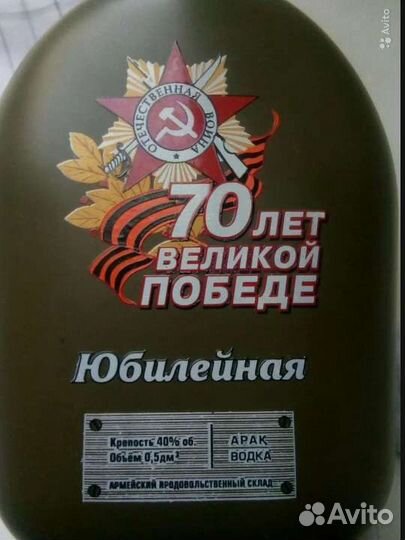 Avito
ОТЕЧЕСТВЕННАЯ ВОЙНА
70 ЛЕТ
ВЕЛИКОЙ
ПОБЕДЕ
Юбилейная
Крепость 40% об.
Объём 0,5дм³
АРАК
ВОДКА
АРМЕЙСКИЙ ПРОДОВОЛЬСТВЕННЫЙ СКЛАД
Avito